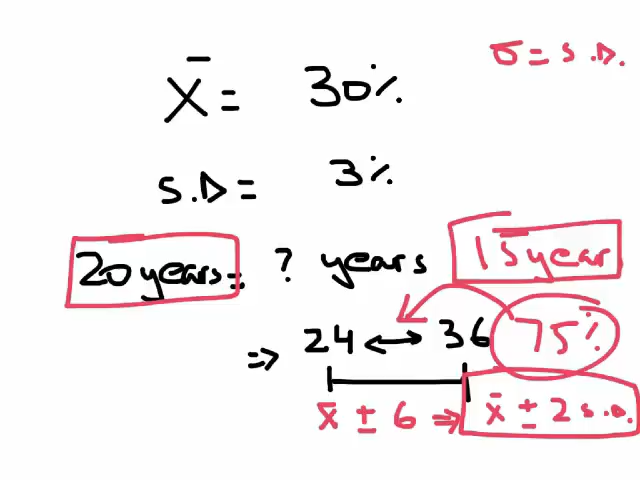 σ = S.D.
X̄ = 30%
S.D = 3%
20 years = ? years 15 year
⇒ 24 ↔ 36 75%
x̄ ± 6 ⇒ x̄ ± 2 S.D.